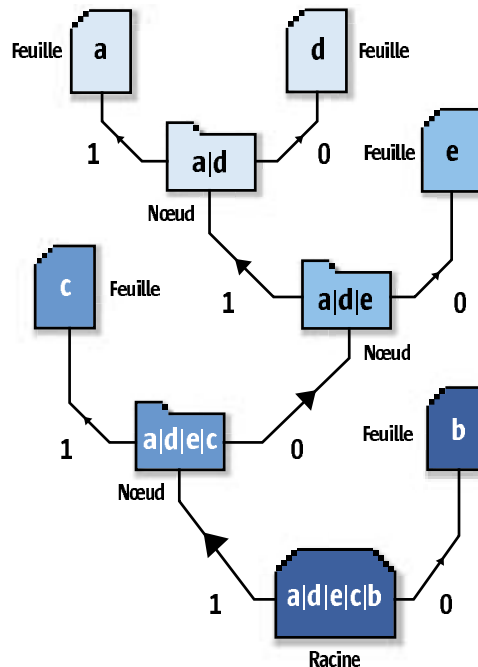 Feuille a
d Feuille
1 a|d 0
Feuille e
Nœud
c Feuille
1 a|d|e 0
Nœud
Feuille b
1 a|d|e|c 0
Nœud
1 a|d|e|c|b 0
Racine